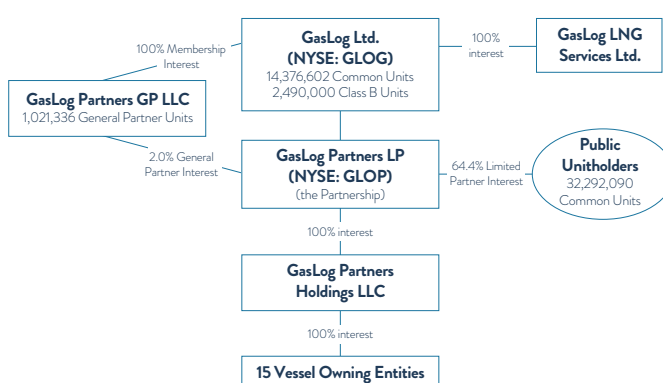 GasLog Ltd.
(NYSE: GLOG)
14,376,602 Common Units
2,490,000 Class B Units
100%
interest
GasLog LNG
Services Ltd.
100% Membership
Interest
GasLog Partners GP LLC
1,021,336 General Partner Units
2.0% General
Partner Interest
GasLog Partners LP
(NYSE: GLOP)
(the Partnership)
64.4% Limited
Partner Interest
Public
Unitholders
32,292,090
Common Units
100% interest
GasLog Partners
Holdings LLC
100% interest
15 Vessel Owning Entities